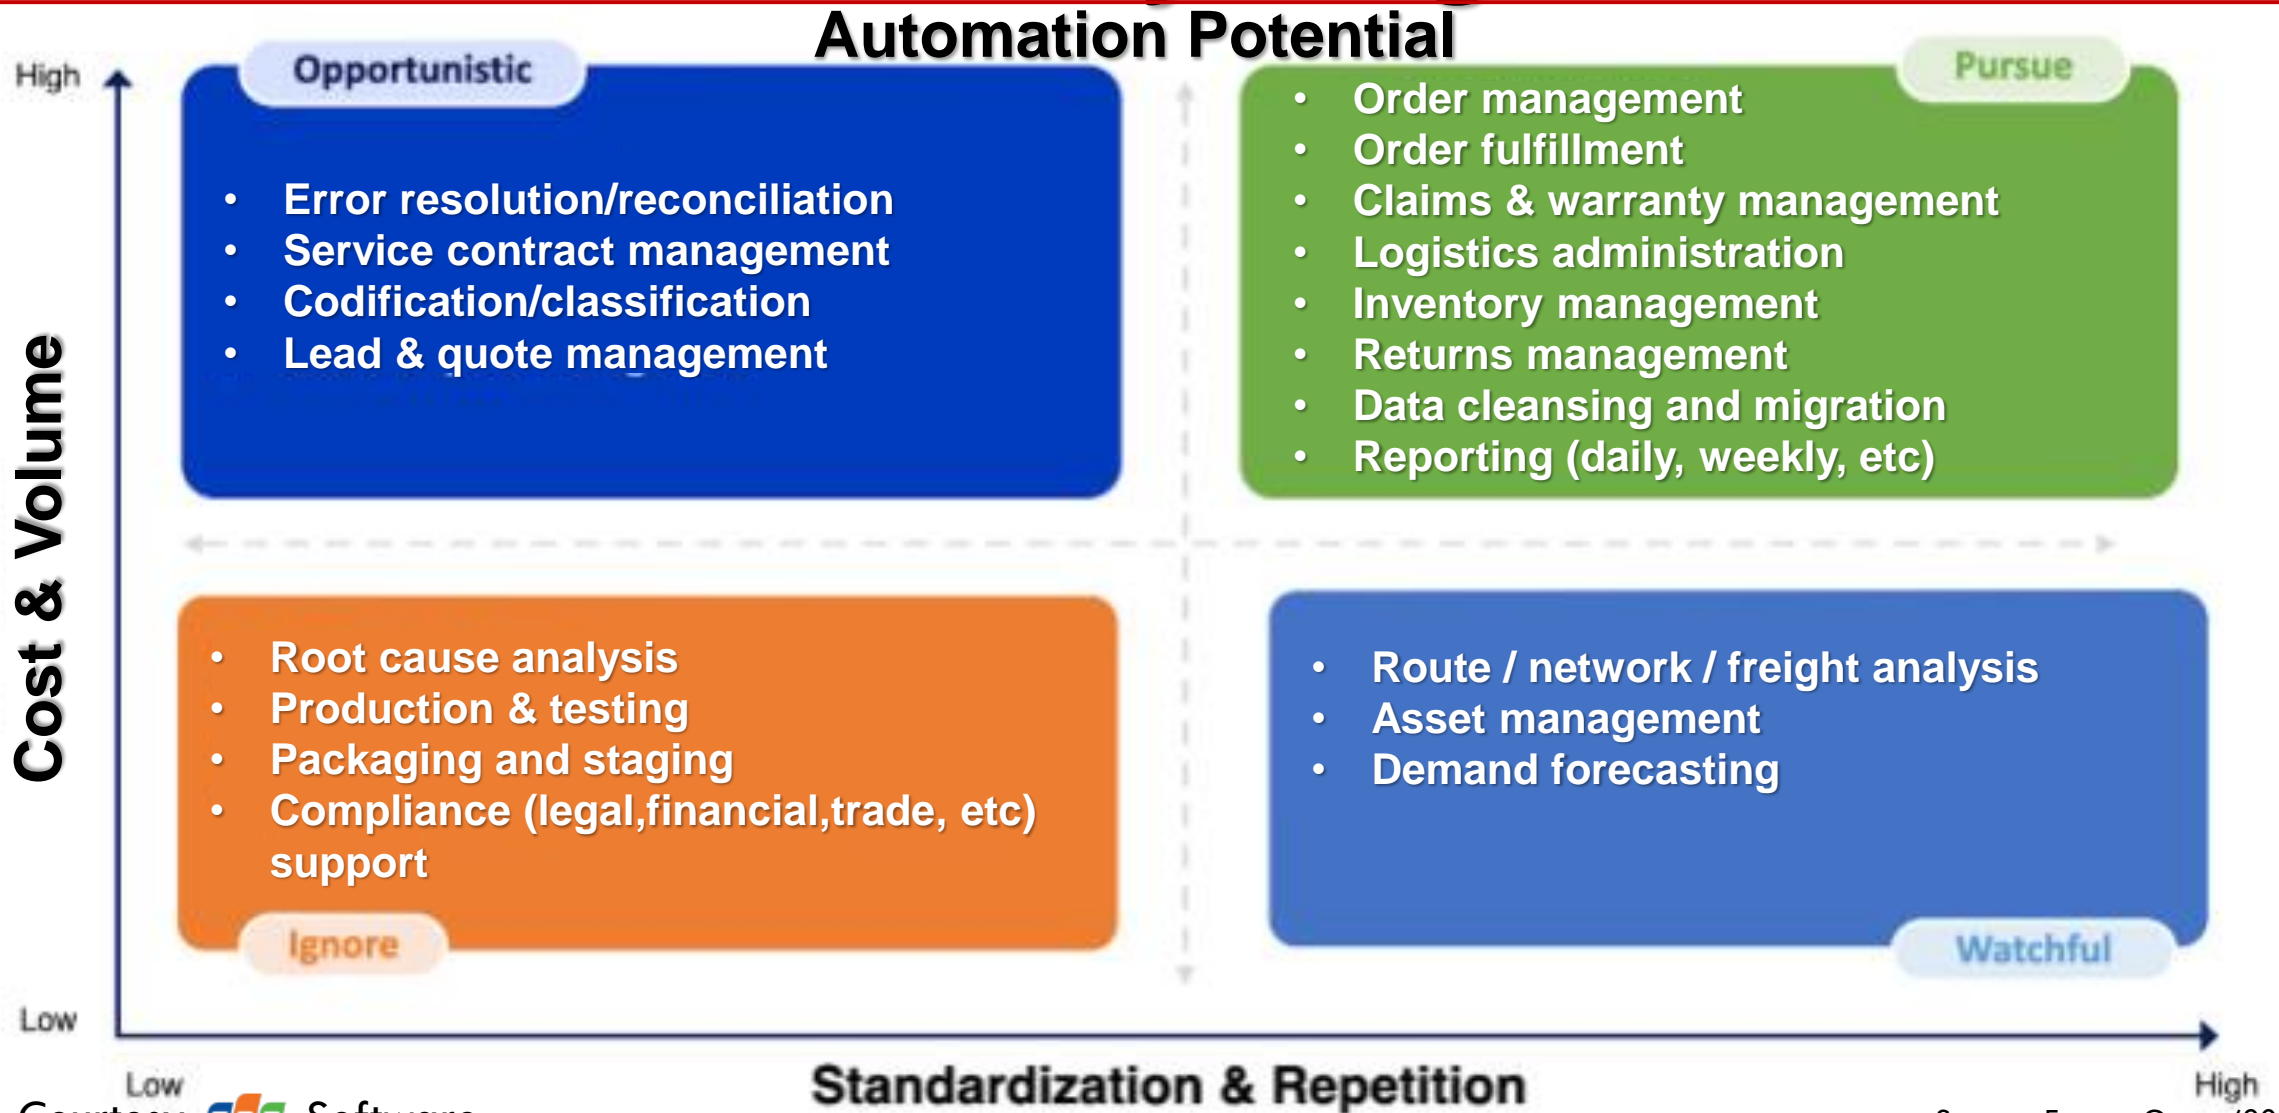 Automation Potential
High
Opportunistic
Pursue
• Error resolution/reconciliation
• Service contract management
• Codification/classification
• Lead & quote management
• Order management
• Order fulfillment
• Claims & warranty management
• Logistics administration
• Inventory management
• Returns management
• Data cleansing and migration
• Reporting (daily, weekly, etc)
Cost & Volume
• Root cause analysis
• Production & testing
• Packaging and staging
• Compliance (legal,financial,trade, etc)
support
Ignore
• Route / network / freight analysis
• Asset management
• Demand forecasting
Watchful
Low
Low
Standardization & Repetition
High
Courtesy Software